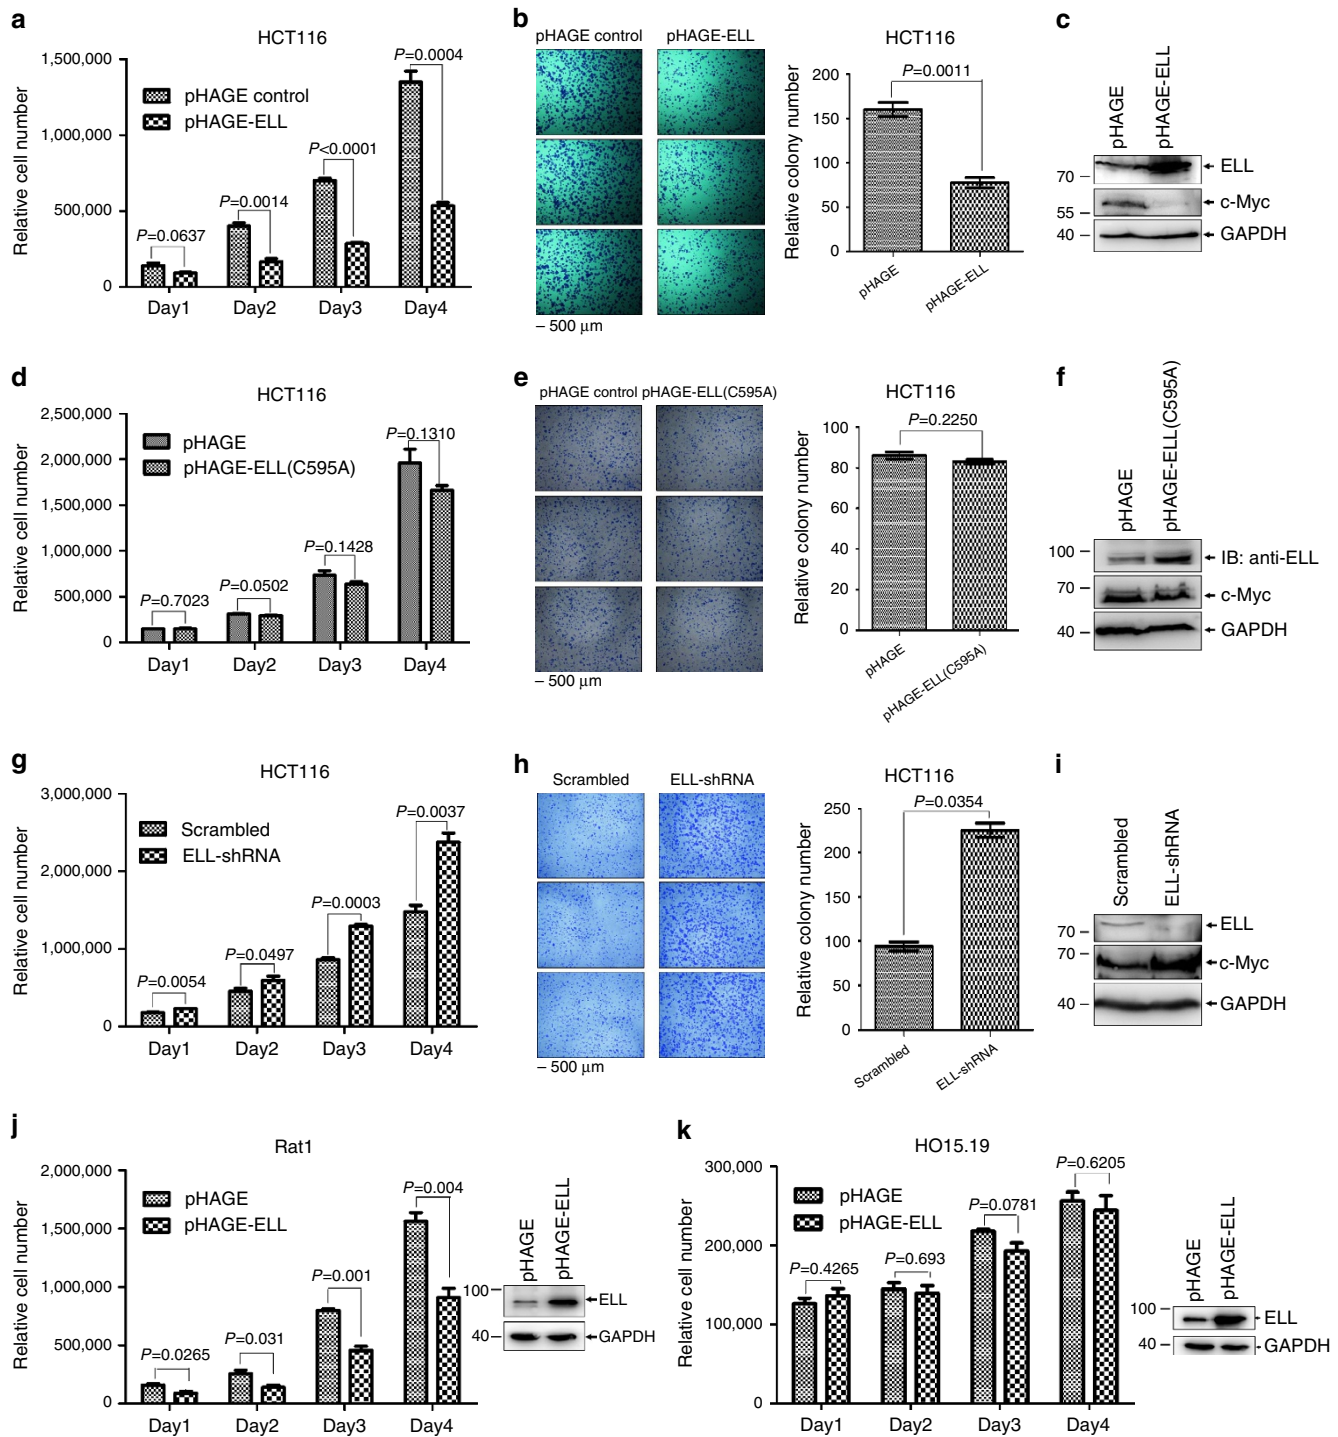 a
HCT116
Relative cell number
1,500,000
1,000,000
500,000
0
pHAGE control
pHAGE-ELL
P=0.0637
P=0.0014
P<0.0001
P=0.0004
Day1 Day2 Day3 Day4
b
pHAGE control pHAGE-ELL
– 500 µm
HCT116
Relative colony number
200
150
100
50
0
P=0.0011
pHAGE
pHAGE-ELL
c
pHAGE
pHAGE-ELL
70
ELL
55
c-Myc
40
GAPDH
d
HCT116
Relative cell number
2,500,000
2,000,000
1,500,000
1,000,000
500,000
0
pHAGE
pHAGE-ELL(C595A)
P=0.7023
P=0.0502
P=0.1428
P=0.1310
Day1 Day2 Day3 Day4
e
pHAGE control pHAGE-ELL(C595A)
– 500 µm
HCT116
Relative colony number
100
80
60
40
20
0
P=0.2250
pHAGE
pHAGE-ELL(C595A)
f
pHAGE
pHAGE-ELL(C595A)
100
IB: anti-ELL
70
c-Myc
40
GAPDH
g
HCT116
Relative cell number
3,000,000
2,000,000
1,000,000
0
Scrambled
ELL-shRNA
P=0.0054
P=0.0497
P=0.0003
P=0.0037
Day1 Day2 Day3 Day4
h
Scrambled ELL-shRNA
– 500 µm
HCT116
Relative colony number
250
200
150
100
50
0
P=0.0354
Scrambled
ELL-shRNA
i
Scrambled
ELL-shRNA
70
ELL
70
c-Myc
40
GAPDH
j
Rat1
Relative cell number
2,000,000
1,500,000
1,000,000
500,000
0
pHAGE
pHAGE-ELL
P=0.0265
P=0.031
P=0.001
P=0.004
Day1 Day2 Day3 Day4
pHAGE
pHAGE-ELL
100
ELL
40
GAPDH
k
HO15.19
Relative cell number
300,000
200,000
100,000
0
pHAGE
pHAGE-ELL
P=0.4265
P=0.693
P=0.0781
P=0.6205
Day1 Day2 Day3 Day4
pHAGE
pHAGE-ELL
100
ELL
40
GAPDH